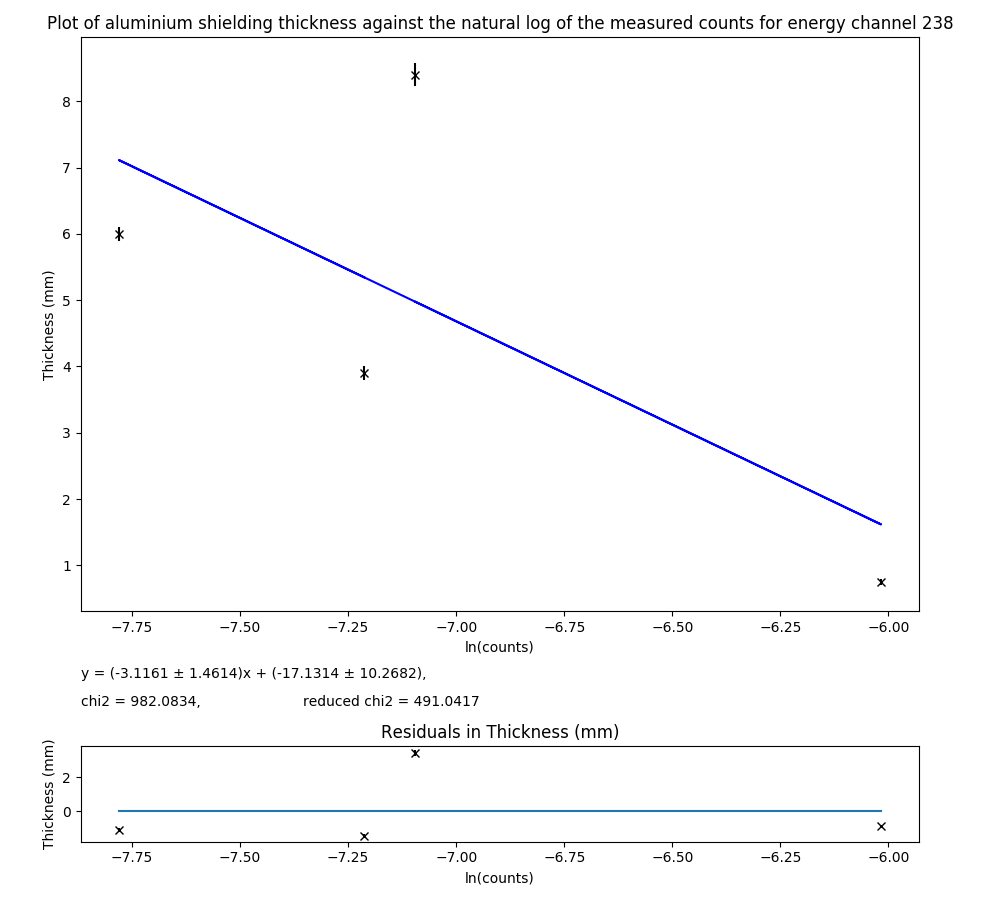 Plot of aluminium shielding thickness against the natural log of the measured counts for energy channel 238
Thickness (mm)
8
7
6
5
4
3
2
1
−7.75 −7.50 −7.25 −7.00 −6.75 −6.50 −6.25 −6.00
ln(counts)
y = (-3.1161 ± 1.4614)x + (-17.1314 ± 10.2682),
chi2 = 982.0834, reduced chi2 = 491.0417
Residuals in Thickness (mm)
Thickness (mm)
2
0
−7.75 −7.50 −7.25 −7.00 −6.75 −6.50 −6.25 −6.00
ln(counts)